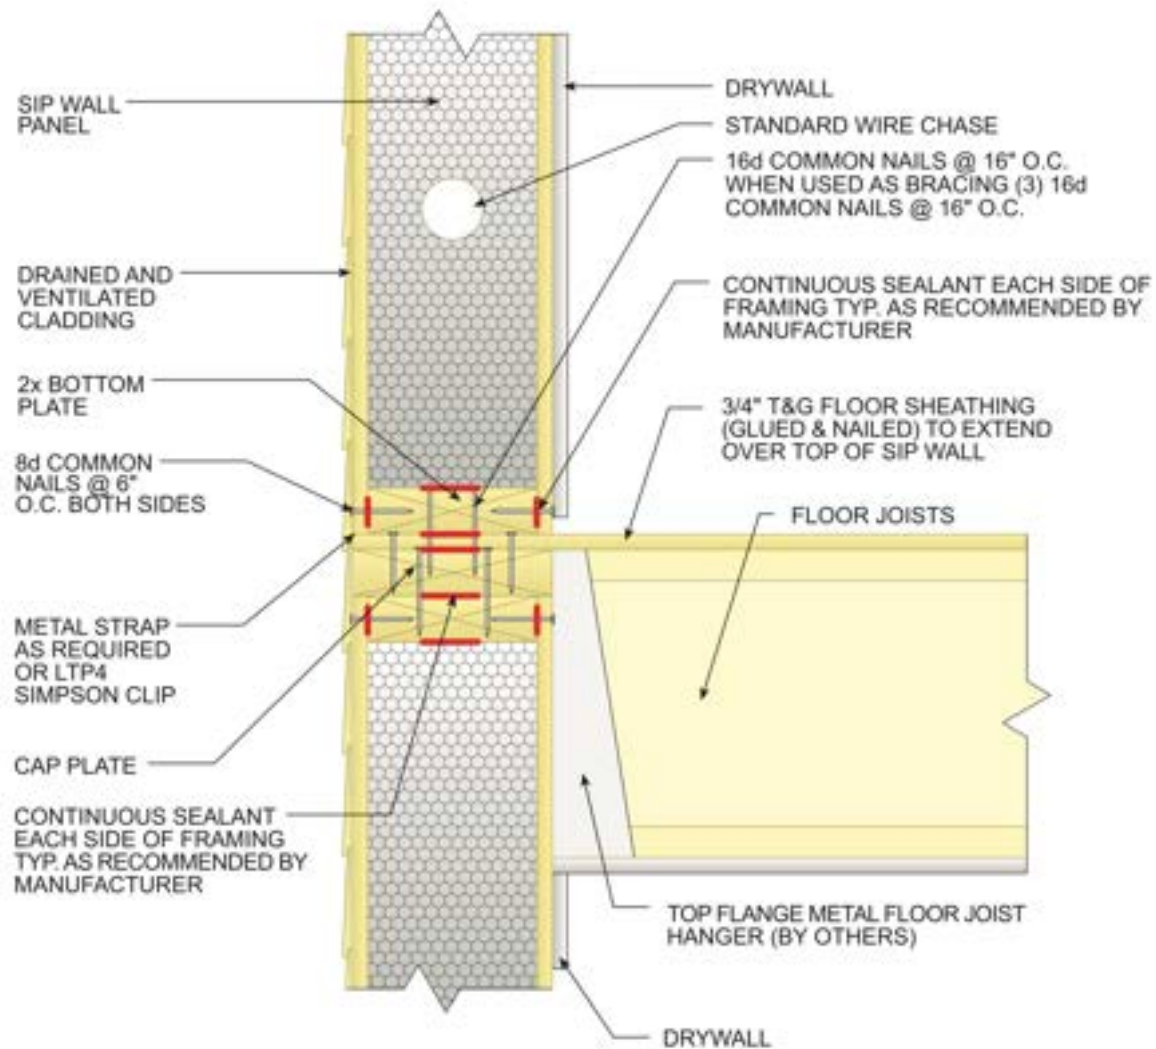 SIP WALL
PANEL
DRAINED AND
VENTILATED
CLADDING
2x BOTTOM
PLATE
8d COMMON
NAILS @ 6"
O.C. BOTH SIDES
METAL STRAP
AS REQUIRED
OR LTP4
SIMPSON CLIP
CAP PLATE
CONTINUOUS SEALANT
EACH SIDE OF FRAMING
TYP. AS RECOMMENDED BY
MANUFACTURER
DRYWALL
STANDARD WIRE CHASE
16d COMMON NAILS @ 16" O.C.
WHEN USED AS BRACING (3) 16d
COMMON NAILS @ 16" O.C.
CONTINUOUS SEALANT EACH SIDE OF
FRAMING TYP. AS RECOMMENDED BY
MANUFACTURER
3/4" T&G FLOOR SHEATHING
(GLUED & NAILED) TO EXTEND
OVER TOP OF SIP WALL
FLOOR JOISTS
TOP FLANGE METAL FLOOR JOIST
HANGER (BY OTHERS)
DRYWALL